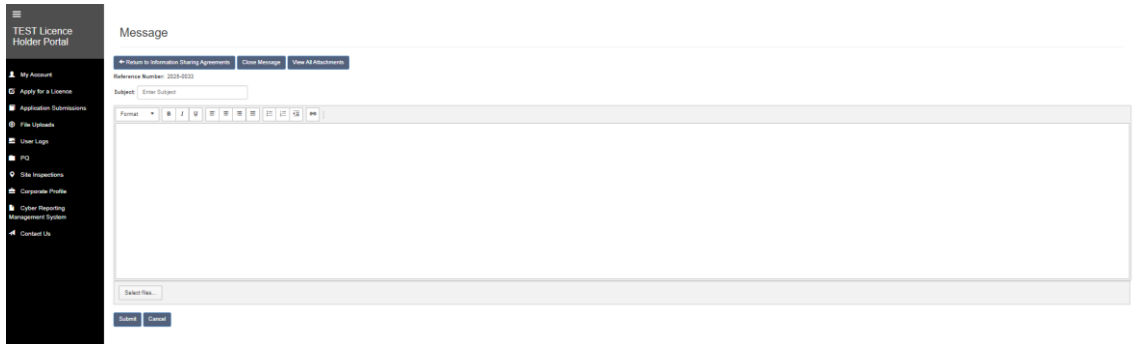 TEST Licence
Holder Portal
My Account
Apply for a Licence
Application Submissions
File Uploads
User Logs
PQ
Site Inspections
Corporate Profile
Cyber Reporting
Management System
Contact Us
Message
Return to Information Sharing Agreements Close Message View All Attachments
Reference Number: 2025-0033
Subject: Enter Subject
Format B I U
Select files...
Submit Cancel